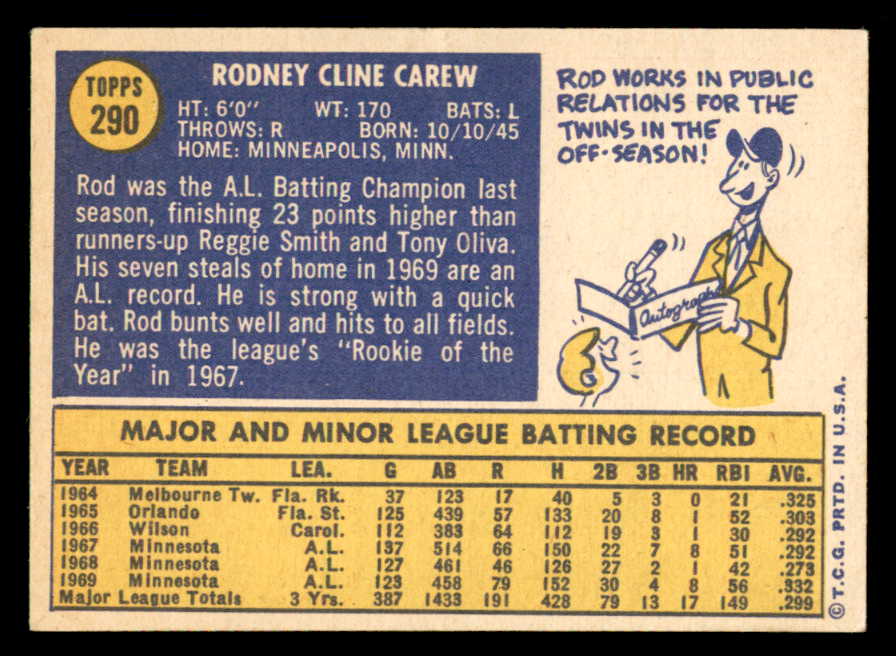 TOPPS
290
RODNEY CLINE CAREW
HT: 6'0" WT: 170 BATS: L
THROWS: R BORN: 10/10/45
HOME: MINNEAPOLIS, MINN.
Rod was the A.L. Batting Champion last
season, finishing 23 points higher than
runners-up Reggie Smith and Tony Oliva.
His seven steals of home in 1969 are an
A.L. record. He is strong with a quick
bat. Rod bunts well and hits to all fields.
He was the league's "Rookie of the
Year" in 1967.
ROD WORKS IN PUBLIC
RELATIONS FOR THE
TWINS IN THE
OFF-SEASON!
Autographs
MAJOR AND MINOR LEAGUE BATTING RECORD
YEAR TEAM LEA. G AB R H 2B 3B HR RBI AVG.
1964 Melbourne Tw. Fla. Rk. 37 123 17 40 5 3 0 21 .325
1965 Orlando Fla. St. 125 439 57 133 20 8 1 52 .303
1966 Wilson Carol. 112 383 64 112 19 3 1 30 .292
1967 Minnesota A.L. 137 514 66 150 22 7 8 51 .292
1968 Minnesota A.L. 127 461 46 126 27 2 1 42 .273
1969 Minnesota A.L. 123 458 79 152 30 4 8 56 .332
Major League Totals 3 Yrs. 387 1433 191 428 79 13 17 149 .299
© T.C.G. PRTD. IN U.S.A.